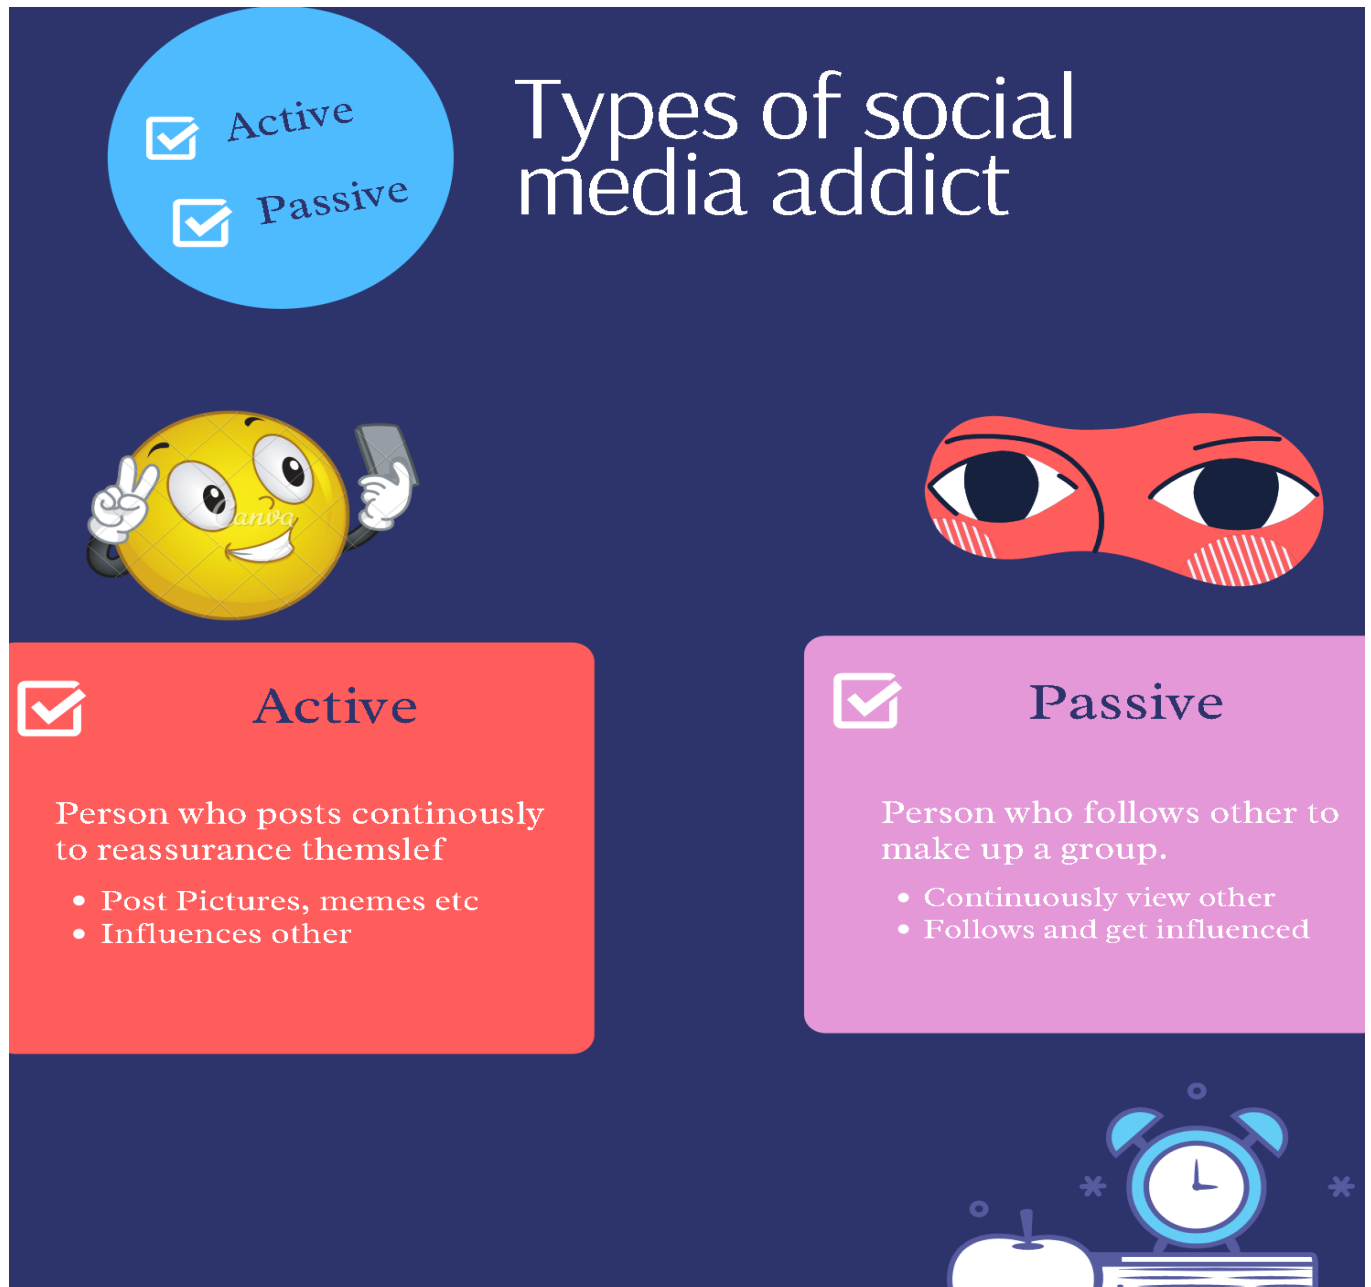 Active
Passive
Types of social
media addict
Canva
Active
Person who posts continously
to reassurance themslef
• Post Pictures, memes etc
• Influences other
Passive
Person who follows other to
make up a group.
• Continuously view other
• Follows and get influenced